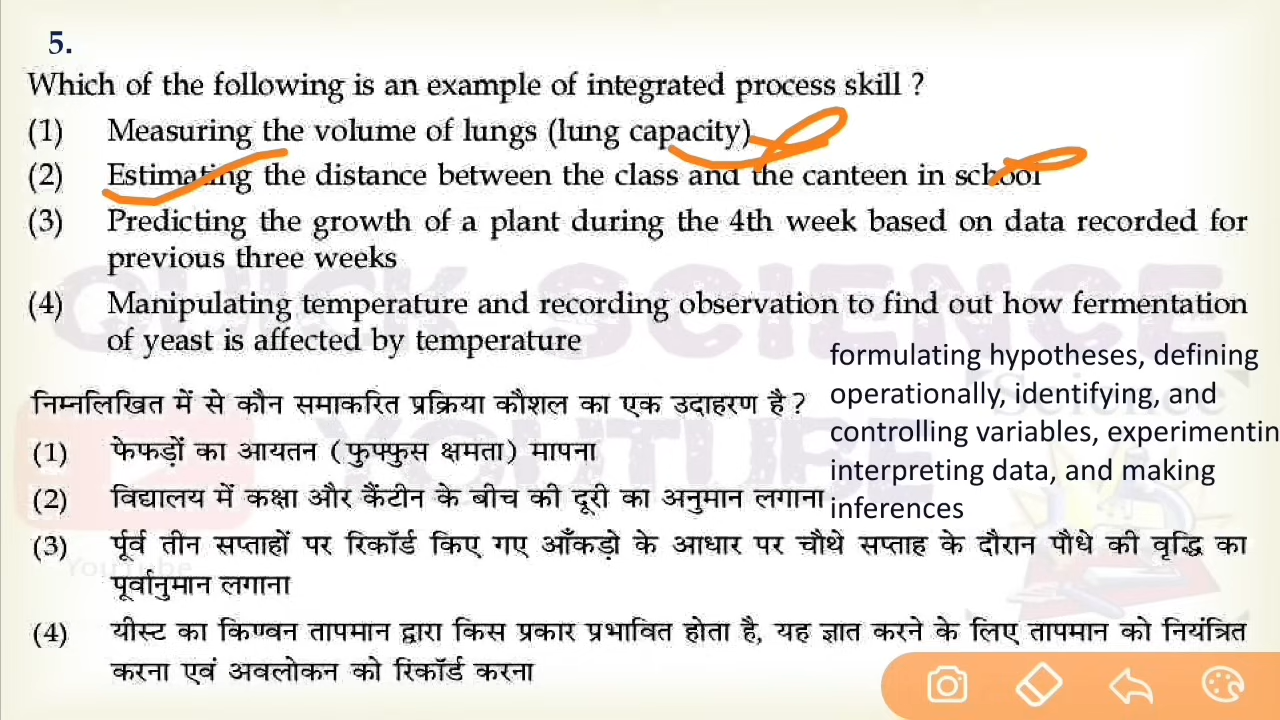 5.
Which of the following is an example of integrated process skill ?
(1) Measuring the volume of lungs (lung capacity)
(2) Estimating the distance between the class and the canteen in school
(3) Predicting the growth of a plant during the 4th week based on data recorded for
previous three weeks
(4) Manipulating temperature and recording observation to find out how fermentation
of yeast is affected by temperature
formulating hypotheses, defining
operationally, identifying, and
controlling variables, experimentin
interpreting data, and making
inferences
निम्नलिखित में से कौन समाकरित प्रक्रिया कौशल का एक उदाहरण है ?
(1) फेफड़ों का आयतन (फुफ्फुस क्षमता) मापना
(2) विद्यालय में कक्षा और कैंटीन के बीच की दूरी का अनुमान लगाना
(3) र्पूर्व तीन सप्ताहों पर रिकॉर्ड किए गए आँकड़ो के आधार पर चौथे सप्ताह के दौरान पौधे की वृद्धि का
पूर्वानुमान लगाना
(4) यीस्ट का किण्वन तापमान द्वारा किस प्रकार प्रभावित होता है, यह ज्ञात करने के लिए तापमान को नियंत्रित
करना एवं अवलोकन को रिकॉर्ड करना
QUICK SCIENCE
YOUTUBE
Science
YouTube